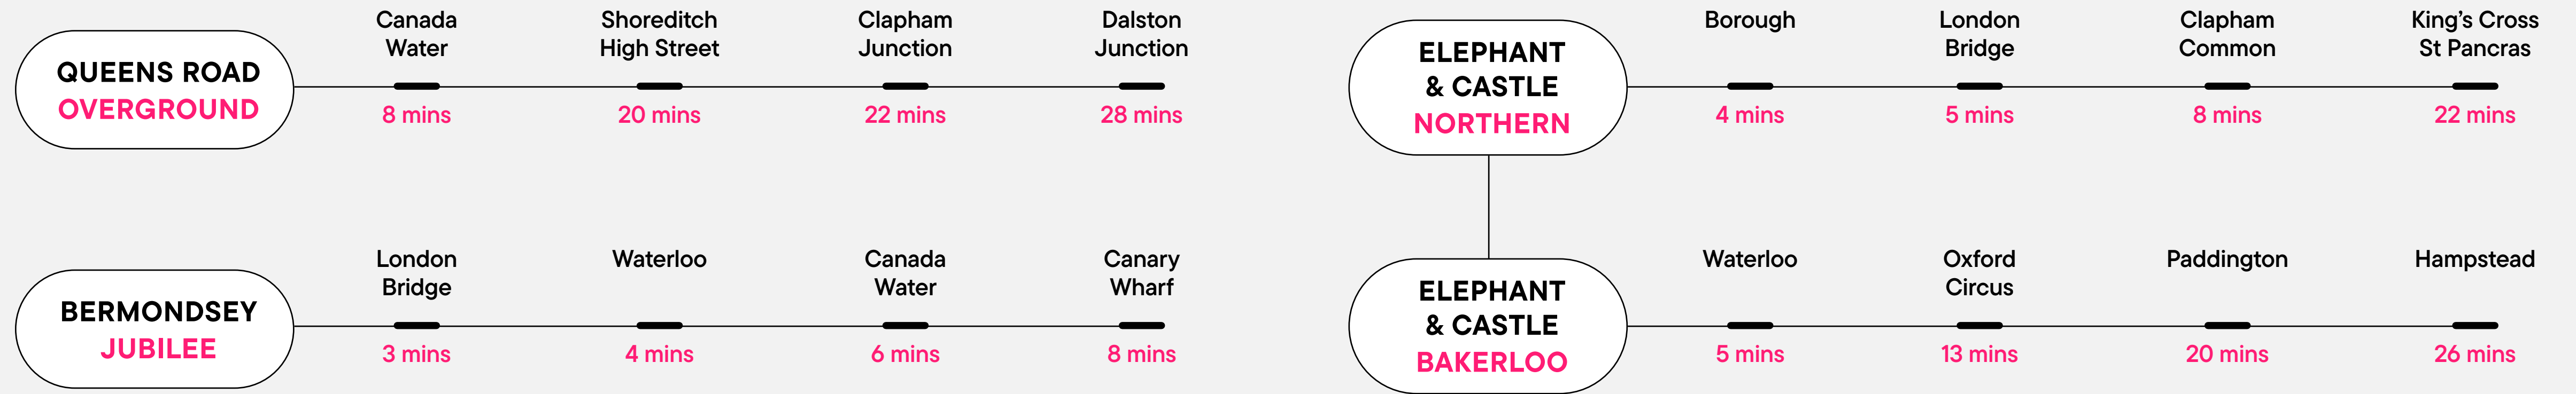 QUEENS ROAD
OVERGROUND
Canada
Water
8 mins
Shoreditch
High Street
20 mins
Clapham
Junction
22 mins
Dalston
Junction
28 mins
ELEPHANT
& CASTLE
NORTHERN
Borough
4 mins
London
Bridge
5 mins
Clapham
Common
8 mins
King’s Cross
St Pancras
22 mins
BERMONDSEY
JUBILEE
London
Bridge
3 mins
Waterloo
4 mins
Canada
Water
6 mins
Canary
Wharf
8 mins
ELEPHANT
& CASTLE
BAKERLOO
Waterloo
5 mins
Oxford
Circus
13 mins
Paddington
20 mins
Hampstead
26 mins